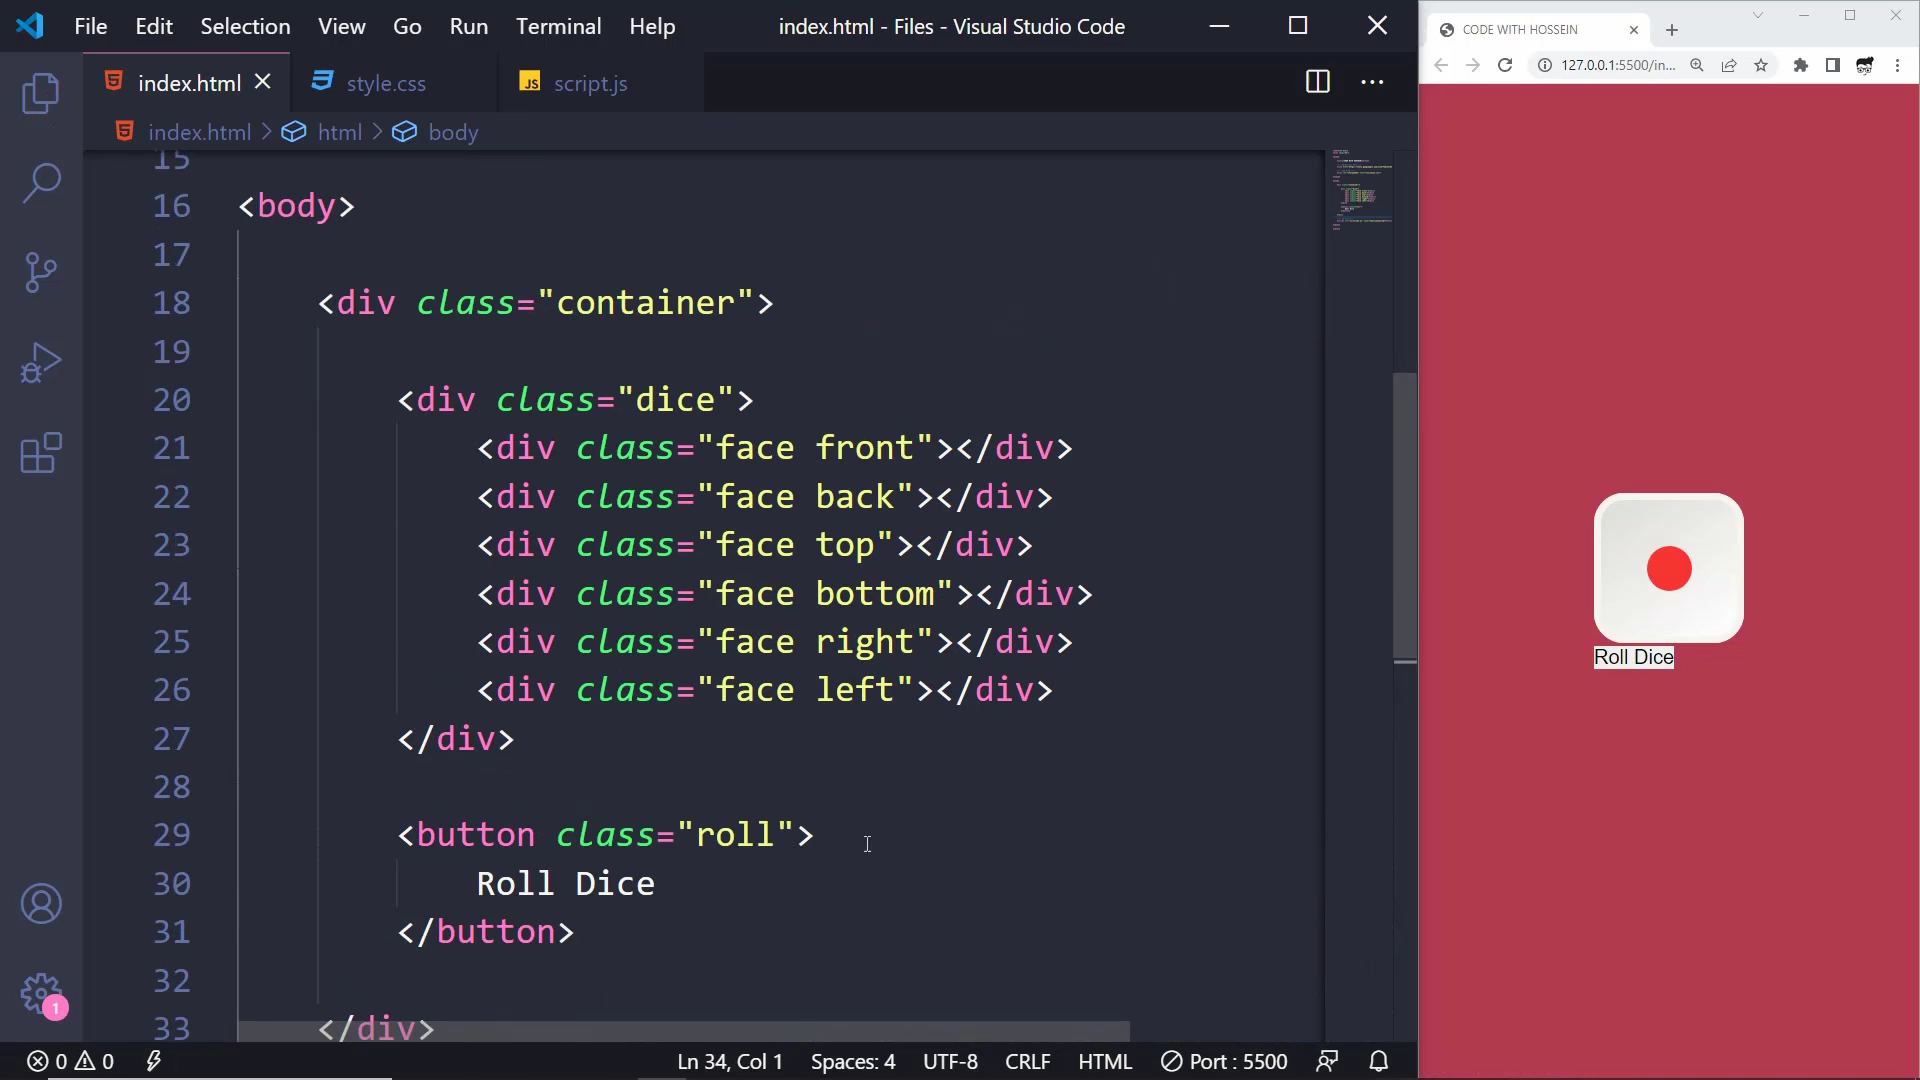 File Edit Selection View Go Run Terminal Help index.html - Files - Visual Studio Code
index.html style.css JS script.js
index.html > html > body
15
16 <body>
17
18 <div class="container">
19
20 <div class="dice">
21 <div class="face front"></div>
22 <div class="face back"></div>
23 <div class="face top"></div>
24 <div class="face bottom"></div>
25 <div class="face right"></div>
26 <div class="face left"></div>
27 </div>
28
29 <button class="roll">
30 Roll Dice
31 </button>
32
33 </div>
1
0 0 Ln 34, Col 1 Spaces: 4 UTF-8 CRLF HTML Port : 5500
CODE WITH HOSSEIN
127.0.0.1:5500/in...
Roll Dice